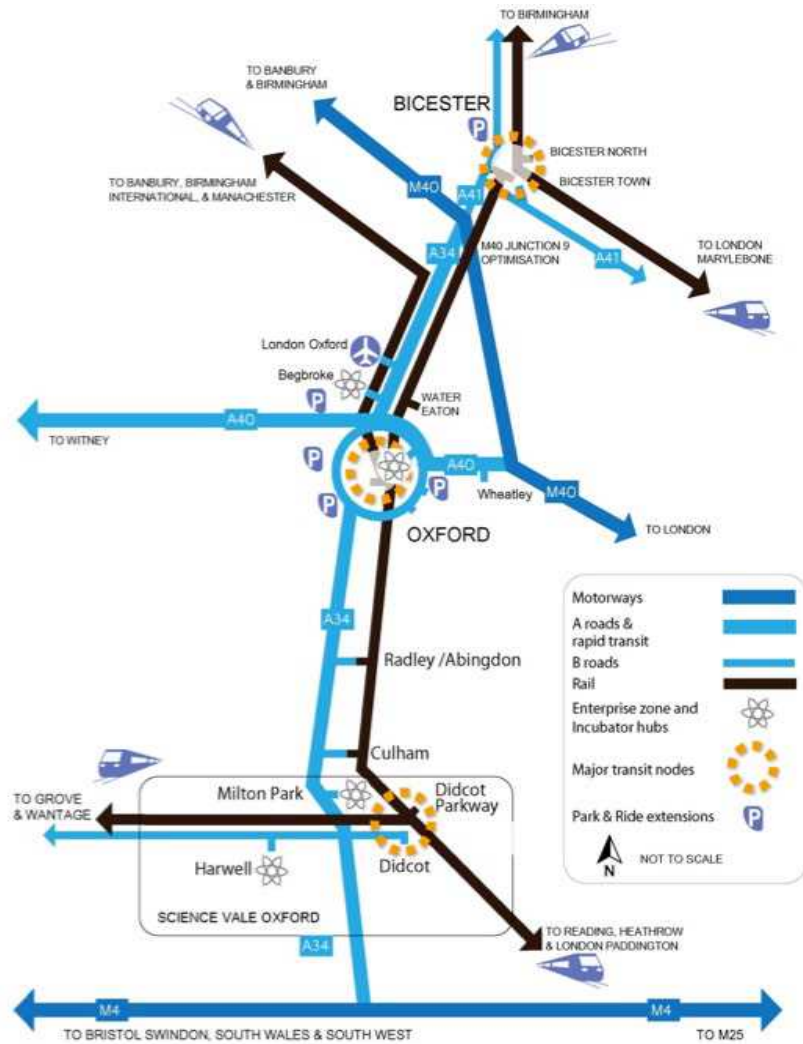 TO BIRMINGHAM
TO BANBURY
& BIRMINGHAM
BICESTER
P
BICESTER NORTH
BICESTER TOWN
TO BANBURY, BIRMINGHAM
INTERNATIONAL, & MANACHESTER
M40
A41
A34
M40 JUNCTION 9
OPTIMISATION
A41
TO LONDON
MARYLEBONE
London Oxford
Begbroke
P
WATER
EATON
A40
TO WITNEY
P
A40
P
P
Wheatley
M40
TO LONDON
OXFORD
Motorways
A roads &
rapid transit
B roads
Rail
Enterprise zone and
Incubator hubs
Major transit nodes
Park & Ride extensions
P
N
NOT TO SCALE
A34
Radley /Abingdon
Culham
Milton Park
Didcot
Parkway
TO GROVE
& WANTAGE
Harwell
Didcot
SCIENCE VALE OXFORD
A34
TO READING, HEATHROW
& LONDON PADDINGTON
M4
M4
TO BRISTOL SWINDON, SOUTH WALES & SOUTH WEST
TO M25